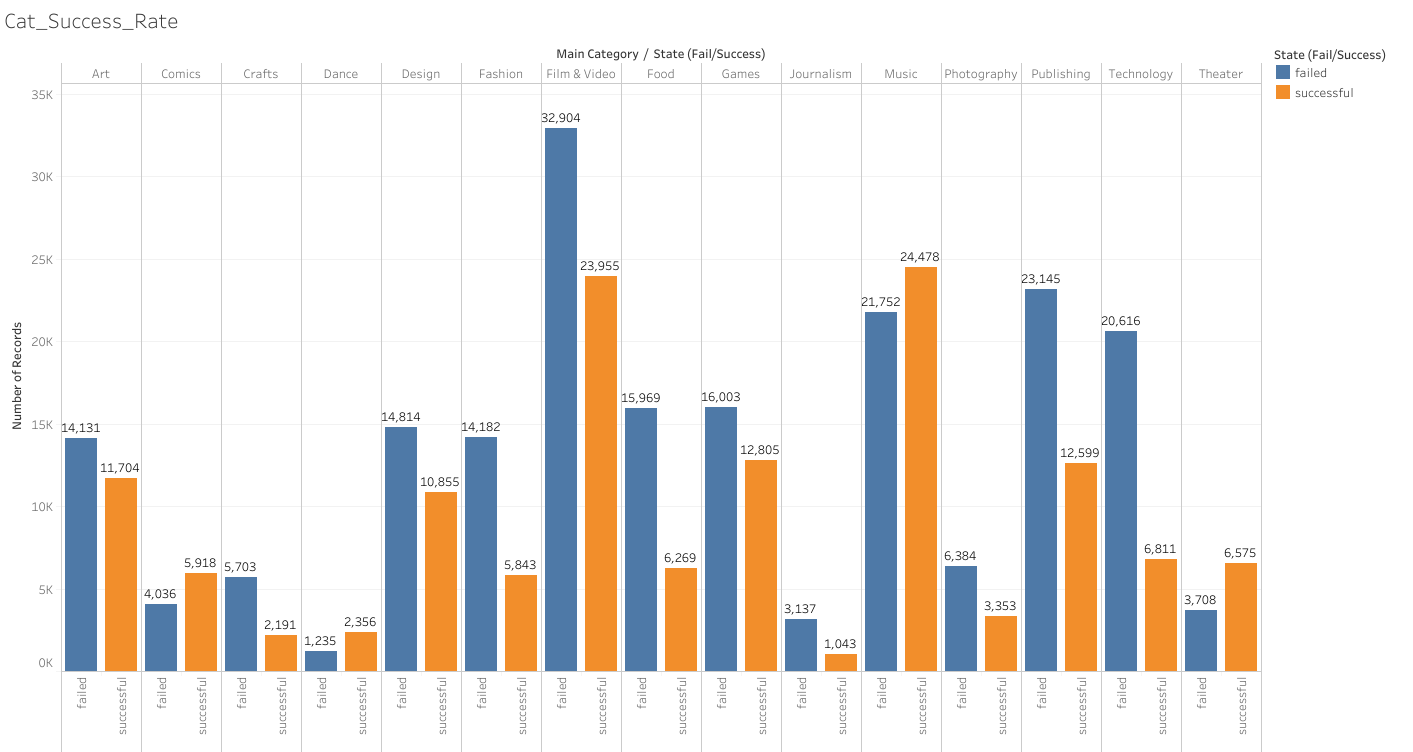 Cat_Success_Rate
Main Category / State (Fail/Success)
Art Comics Crafts Dance Design Fashion Film & Video Food Games Journalism Music Photography Publishing Technology Theater
State (Fail/Success)
failed
successful
Number of Records
35K
30K
25K
20K
15K
10K
5K
0K
14,131
11,704
4,036
5,918
5,703
2,191
1,235
2,356
14,814
10,855
14,182
5,843
32,904
23,955
15,969
6,269
16,003
12,805
3,137
1,043
21,752
24,478
6,384
3,353
23,145
12,599
20,616
6,811
3,708
6,575
failed
successful
failed
successful
failed
successful
failed
successful
failed
successful
failed
successful
failed
successful
failed
successful
failed
successful
failed
successful
failed
successful
failed
successful
failed
successful
failed
successful
failed
successful